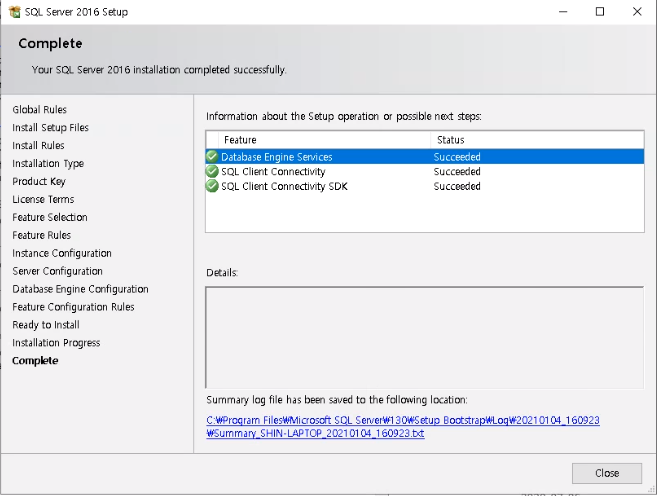 SQL Server 2016 Setup
Complete
Your SQL Server 2016 installation completed successfully.
Global Rules
Install Setup Files
Install Rules
Installation Type
Product Key
License Terms
Feature Selection
Feature Rules
Instance Configuration
Server Configuration
Database Engine Configuration
Feature Configuration Rules
Ready to Install
Installation Progress
Complete
Information about the Setup operation or possible next steps:
Feature Status
Database Engine Services Succeeded
SQL Client Connectivity Succeeded
SQL Client Connectivity SDK Succeeded
Details:
Summary log file has been saved to the following location:
C:₩Program Files₩Microsoft SQL Server₩130₩Setup Bootstrap₩Log₩20210104_160923
₩Summary_SHIN-LAPTOP_20210104_160923.txt
Close